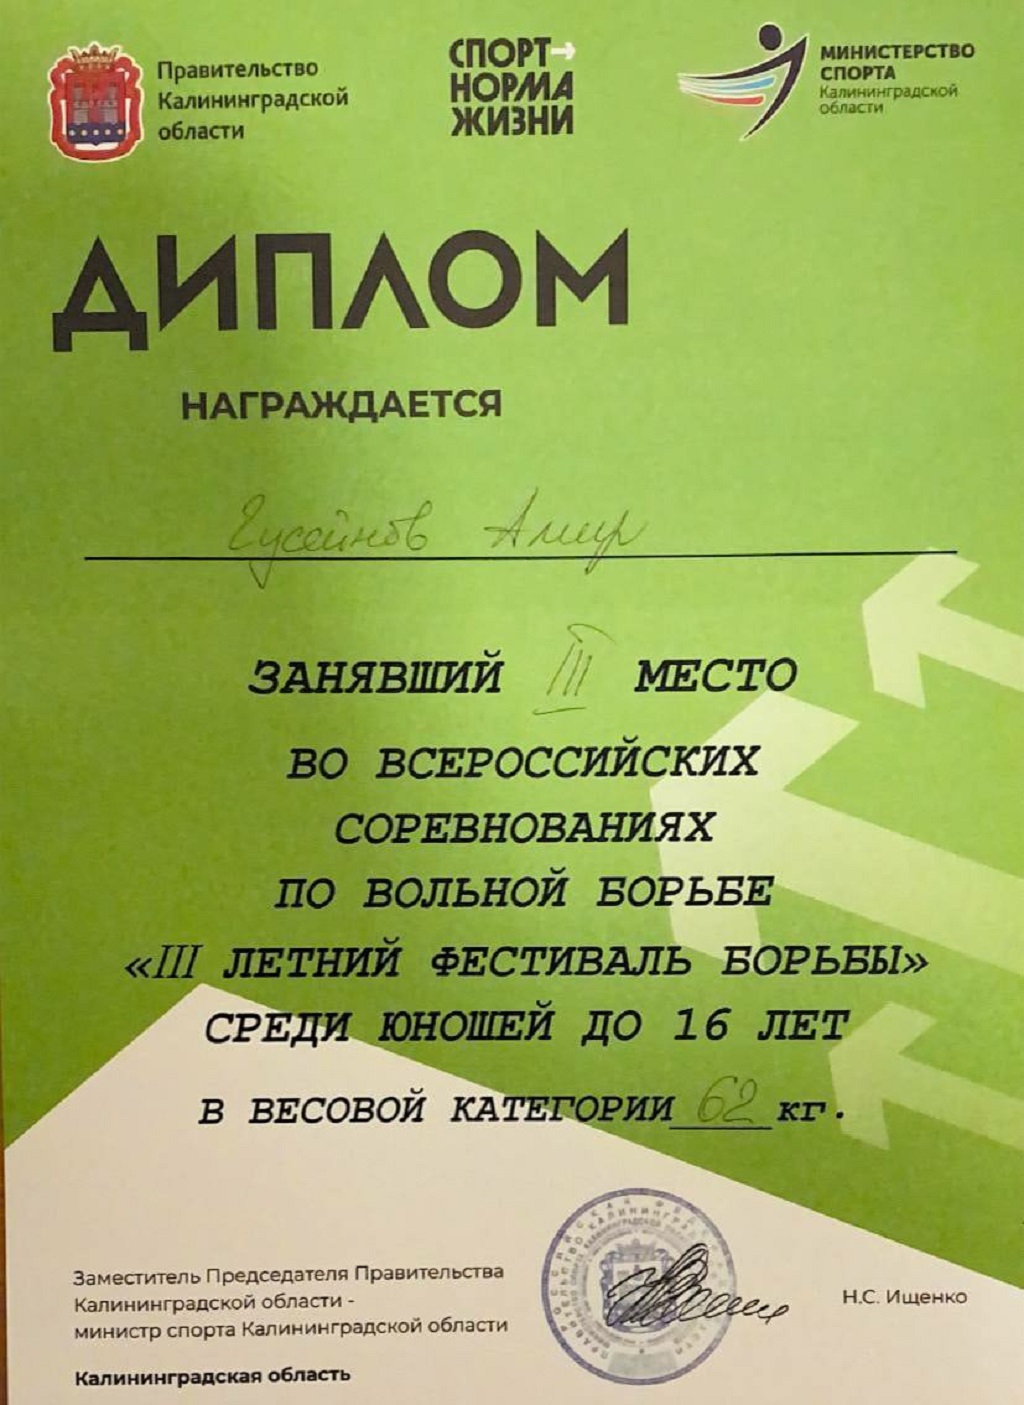 Правительство
Калининградской
области
СПОРТ→
НОРМА
ЖИЗНИ
МИНИСТЕРСТВО
СПОРТА
Калининградской
области
ДИПЛОМ
НАГРАЖДАЕТСЯ
Гусейнов Амир
ЗАНЯВШИЙ III МЕСТО
ВО ВСЕРОССИЙСКИХ
СОРЕВНОВАНИЯХ
ПО ВОЛЬНОЙ БОРЬБЕ
«III ЛЕТНИЙ ФЕСТИВАЛЬ БОРЬБЫ»
СРЕДИ ЮНОШЕЙ ДО 16 ЛЕТ
В ВЕСОВОЙ КАТЕГОРИИ 62 кг.
Заместитель Председателя Правительства
Калининградской области -
министр спорта Калининградской области
Н.С. Ищенко
Калининградская область